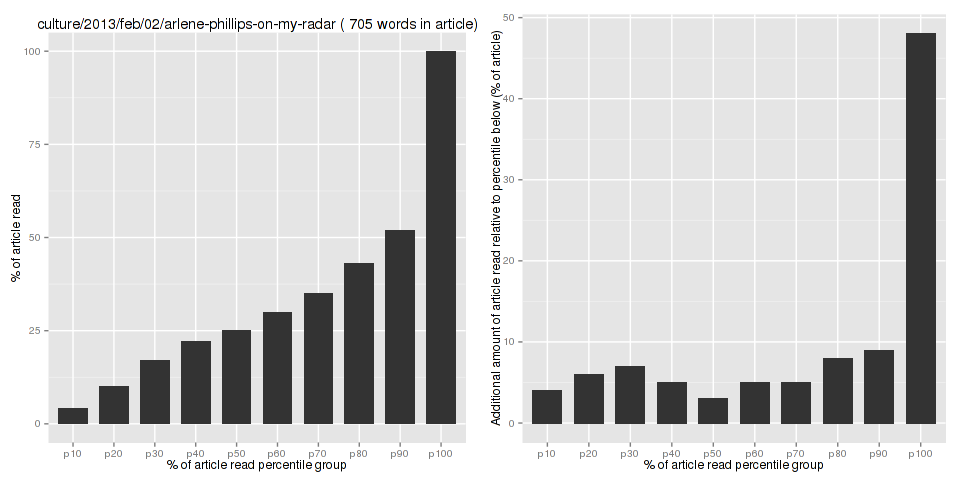 culture/2013/feb/02/arlene-phillips-on-my-radar ( 705 words in article)
% of article read
100
75
50
25
0
p10 p20 p30 p40 p50 p60 p70 p80 p90 p100
% of article read percentile group
Additional amount of article read relative to percentile below (% of article)
50
40
30
20
10
0
p10 p20 p30 p40 p50 p60 p70 p80 p90 p100
% of article read percentile group